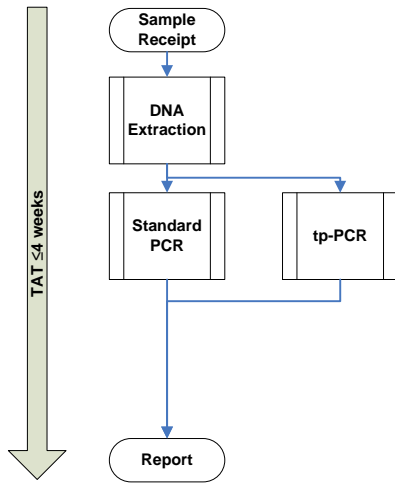 Sample
Receipt
DNA
Extraction
Standard
PCR
tp-PCR
Report
TAT ≤4 weeks